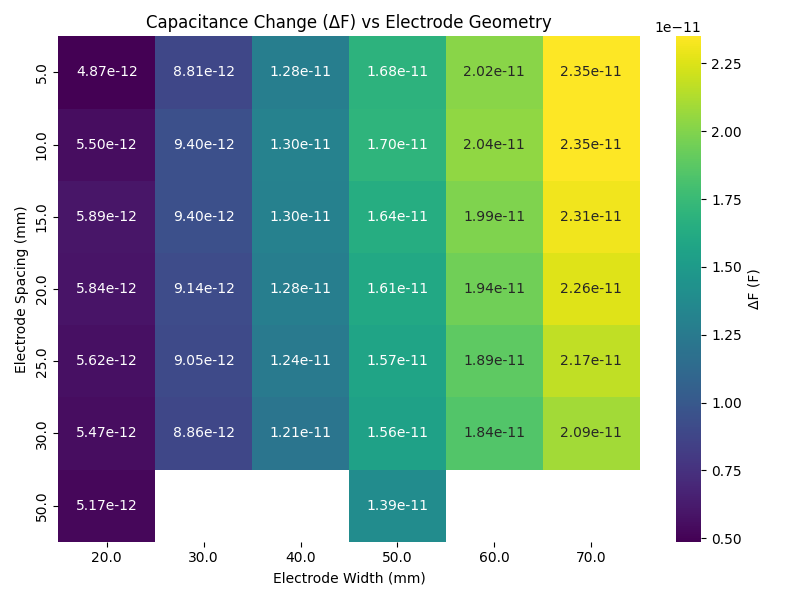 Capacitance Change (ΔF) vs Electrode Geometry
1e−11
5.0 4.87e-12 8.81e-12 1.28e-11 1.68e-11 2.02e-11 2.35e-11
10.0 5.50e-12 9.40e-12 1.30e-11 1.70e-11 2.04e-11 2.35e-11
15.0 5.89e-12 9.40e-12 1.30e-11 1.64e-11 1.99e-11 2.31e-11
20.0 5.84e-12 9.14e-12 1.28e-11 1.61e-11 1.94e-11 2.26e-11
25.0 5.62e-12 9.05e-12 1.24e-11 1.57e-11 1.89e-11 2.17e-11
30.0 5.47e-12 8.86e-12 1.21e-11 1.56e-11 1.84e-11 2.09e-11
50.0 5.17e-12 1.39e-11
20.0 30.0 40.0 50.0 60.0 70.0
Electrode Width (mm)
Electrode Spacing (mm)
2.25
2.00
1.75
1.50
1.25
1.00
0.75
0.50
ΔF (F)